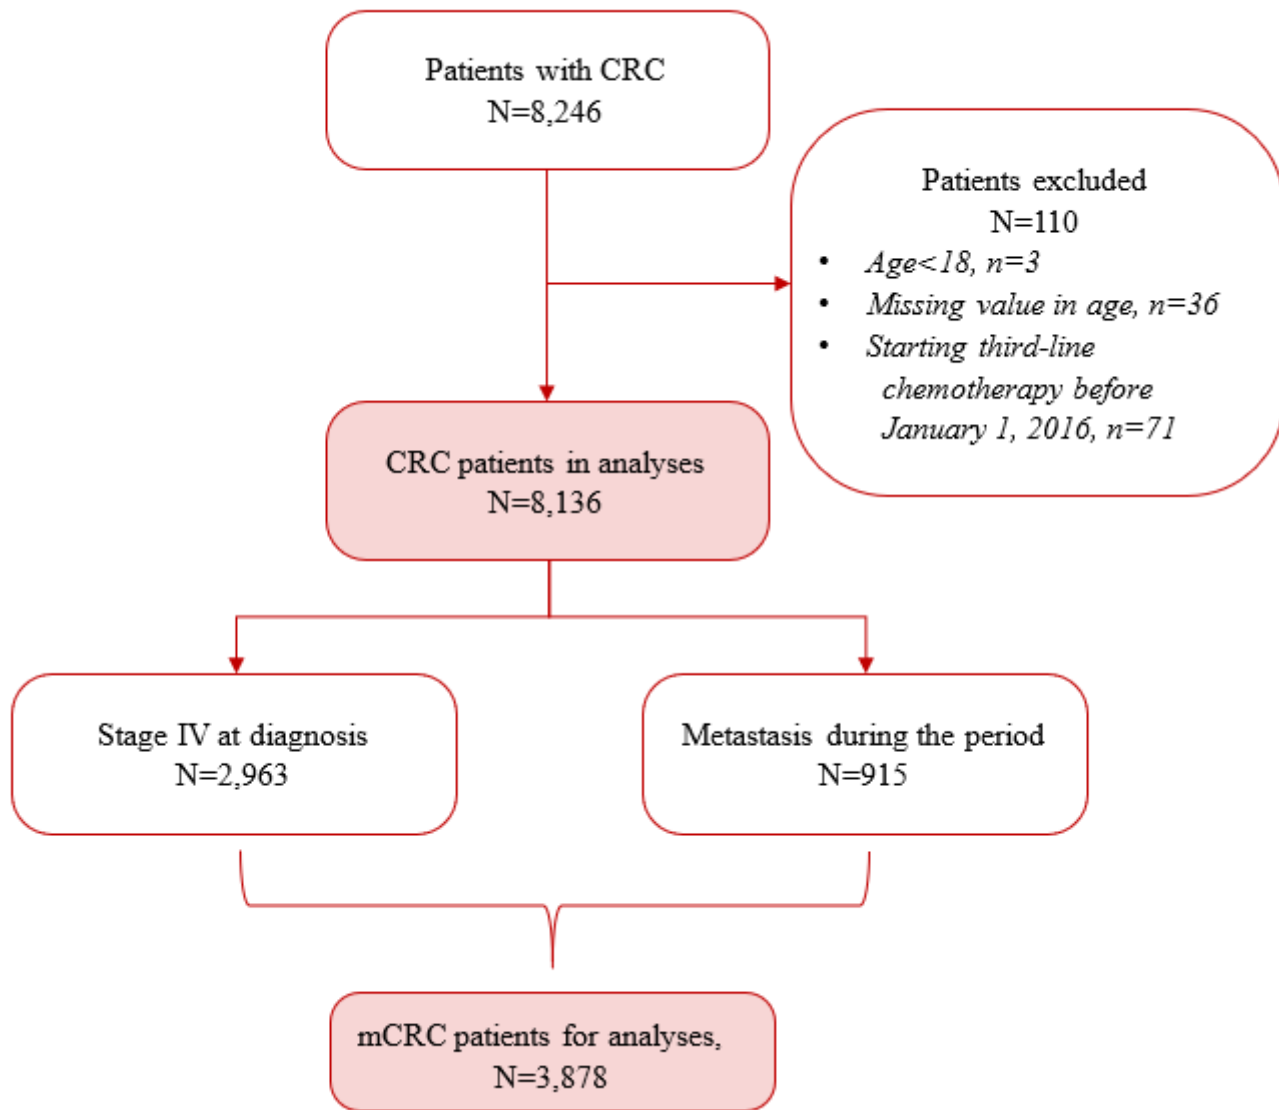 Patients with CRC
N=8,246
Patients excluded
N=110
• Age<18, n=3
• Missing value in age, n=36
• Starting third-line
chemotherapy before
January 1, 2016, n=71
CRC patients in analyses
N=8,136
Stage IV at diagnosis
N=2,963
Metastasis during the period
N=915
mCRC patients for analyses,
N=3,878